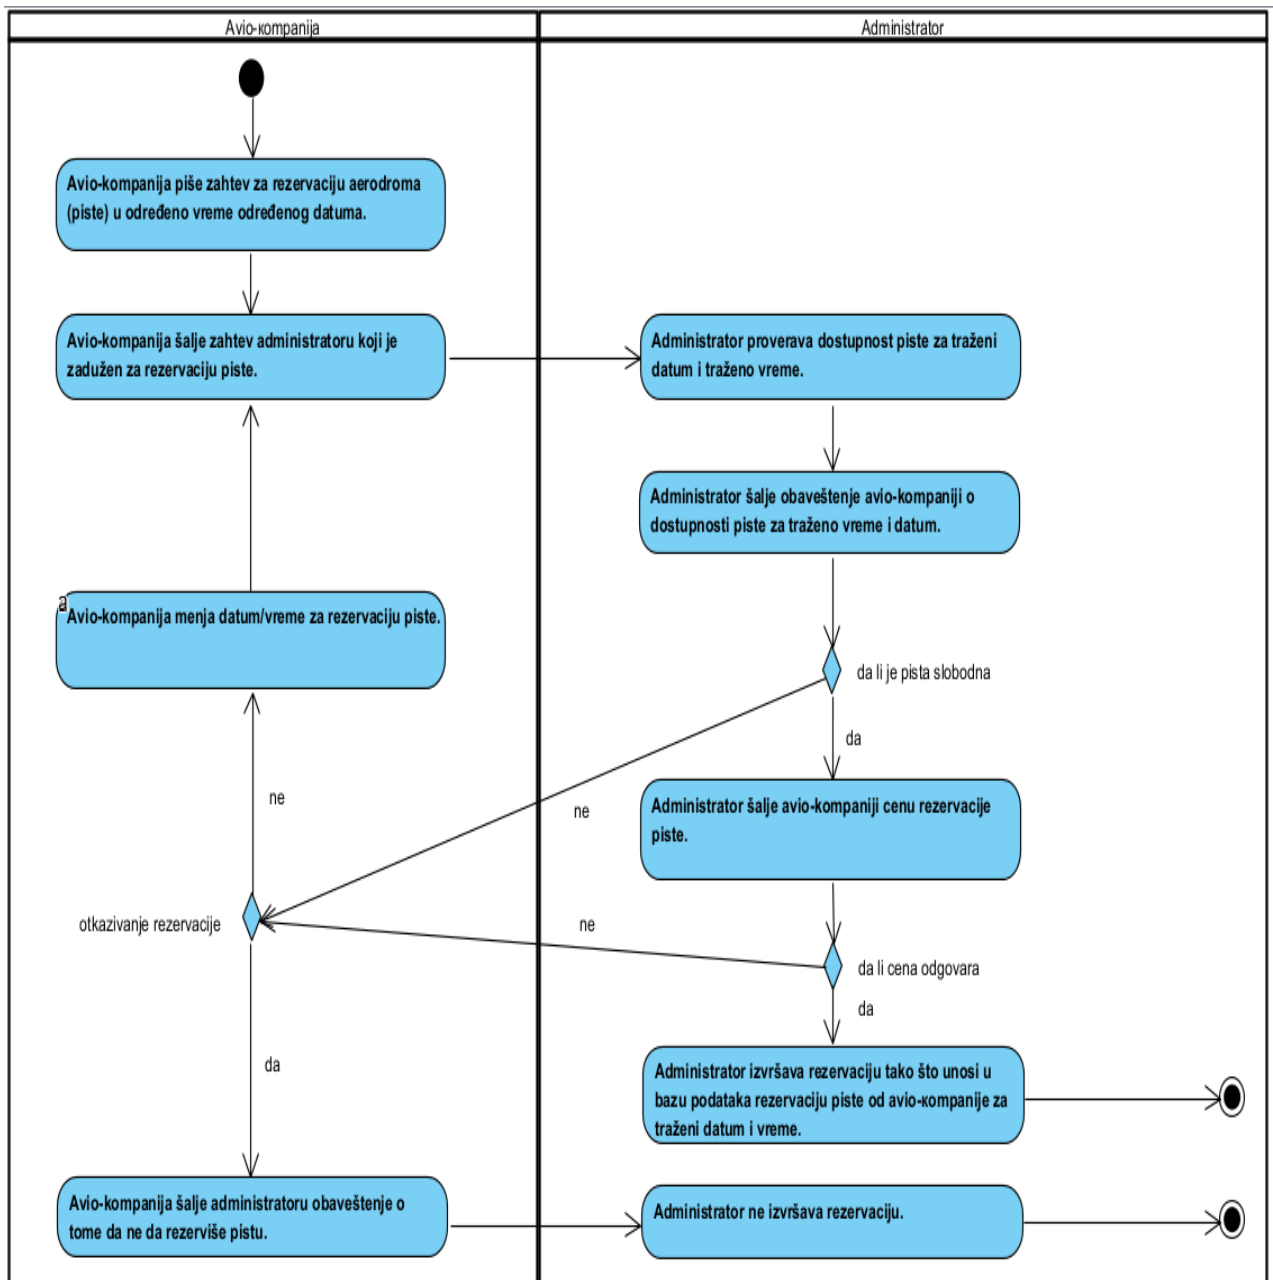 Avio-kompanija
Administrator
Avio-kompanija piše zahtev za rezervaciju aerodroma
(piste) u određeno vreme određenog datuma.
Avio-kompanija šalje zahtev administratoru koji je
zadužen za rezervaciju piste.
Administrator proverava dostupnost piste za traženi
datum i traženo vreme.
Administrator šalje obaveštenje avio-kompaniji o
dostupnosti piste za traženo vreme i datum.
a
Avio-kompanija menja datum/vreme za rezervaciju piste.
da li je pista slobodna
da
ne
ne
Administrator šalje avio-kompaniji cenu rezervacije
piste.
otkazivanje rezervacije
ne
da li cena odgovara
da
da
Administrator izvršava rezervaciju tako što unosi u
bazu podataka rezervaciju piste od avio-kompanije za
traženi datum i vreme.
Avio-kompanija šalje administratoru obaveštenje o
tome da ne da rezerviše pistu.
Administrator ne izvršava rezervaciju.